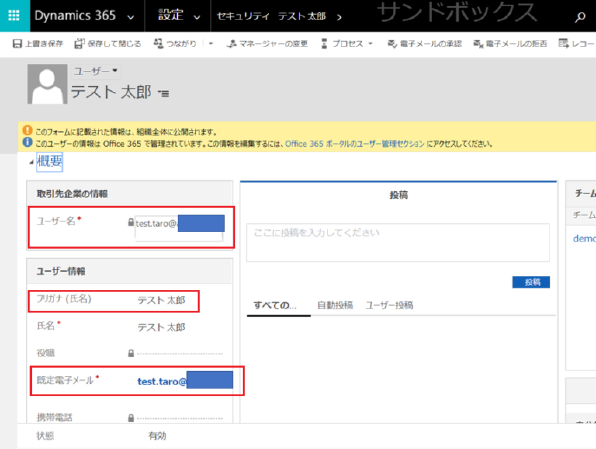 Dynamics 365 設定 セキュリティ テスト太郎 サンドボックス
上書き保存 保存して閉じる つながり マネージャーの変更 プロセス 電子メールの承認 電子メールの拒否 レコー
ユーザー
テスト 太郎
このフォームに記載された情報は、組織全体に公開されます。
このユーザーの情報は Office 365 で管理されています。この情報を編集するには、Office 365 ポータルのユーザー管理セクション にアクセスしてください。
概要
取引先企業の情報
ユーザー名*
test.taro@
ユーザー情報
フリガナ (氏名) テスト 太郎
氏名* テスト 太郎
役職
既定電子メール* test.taro@
携帯電話
状態 有効
投稿
ここに投稿を入力してください
投稿
すべての... 自動投稿 ユーザー投稿
チーム
チーム
demo